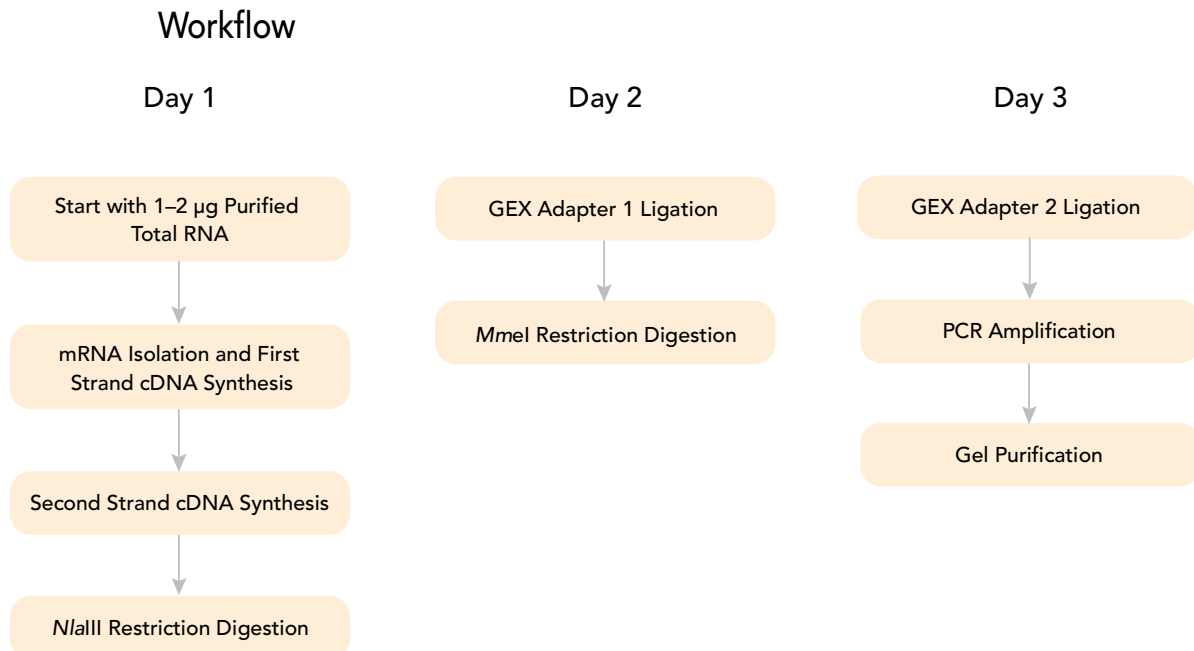 Workflow
Day 1
Start with 1–2 µg Purified
Total RNA
mRNA Isolation and First
Strand cDNA Synthesis
Second Strand cDNA Synthesis
NlaIII Restriction Digestion
Day 2
GEX Adapter 1 Ligation
MmeI Restriction Digestion
Day 3
GEX Adapter 2 Ligation
PCR Amplification
Gel Purification